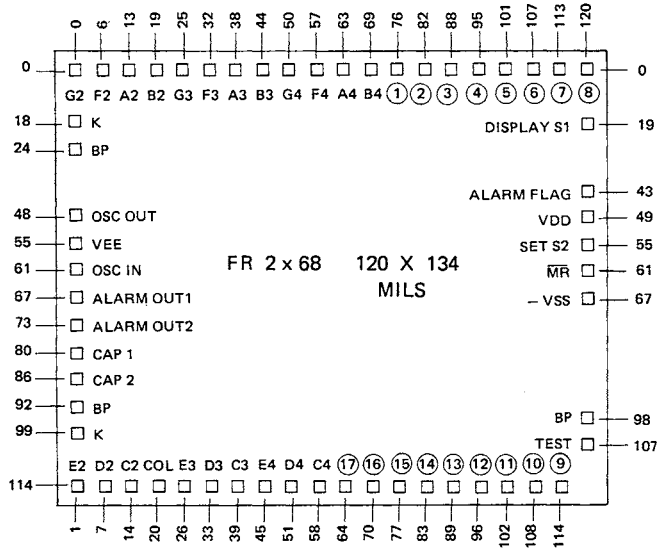 0 6 13 19 25 32 38 44 50 57 63 69 76 82 88 95 101 107 113 120
0 0
G2 F2 A2 B2 G3 F3 A3 B3 G4 F4 A4 B4 1 2 3 4 5 6 7 8
18 K DISPLAY S1 19
24 BP
ALARM FLAG 43
48 OSC OUT VDD 49
55 VEE SET S2 55
61 OSC IN MR 61
67 ALARM OUT1 – VSS 67
FR 2 x 68 120 X 134
MILS
73 ALARM OUT2
80 CAP 1
86 CAP 2
92 BP BP 98
99 K TEST 107
E2 D2 C2 COL E3 D3 C3 E4 D4 C4 17 16 15 14 13 12 11 10 9
114
1 7 14 20 26 33 39 45 51 58 64 70 77 83 89 96 102 108 114